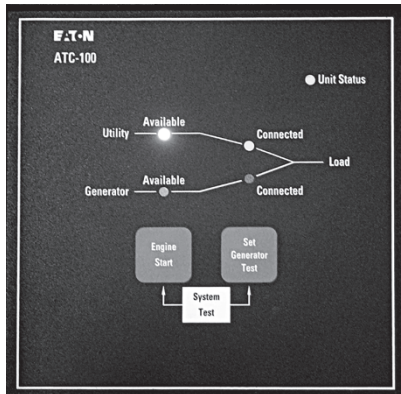 EATON
ATC-100
Unit Status
Available
Utility
Connected
Load
Available
Generator
Connected
Engine
Start
Set
Generator
Test
System
Test